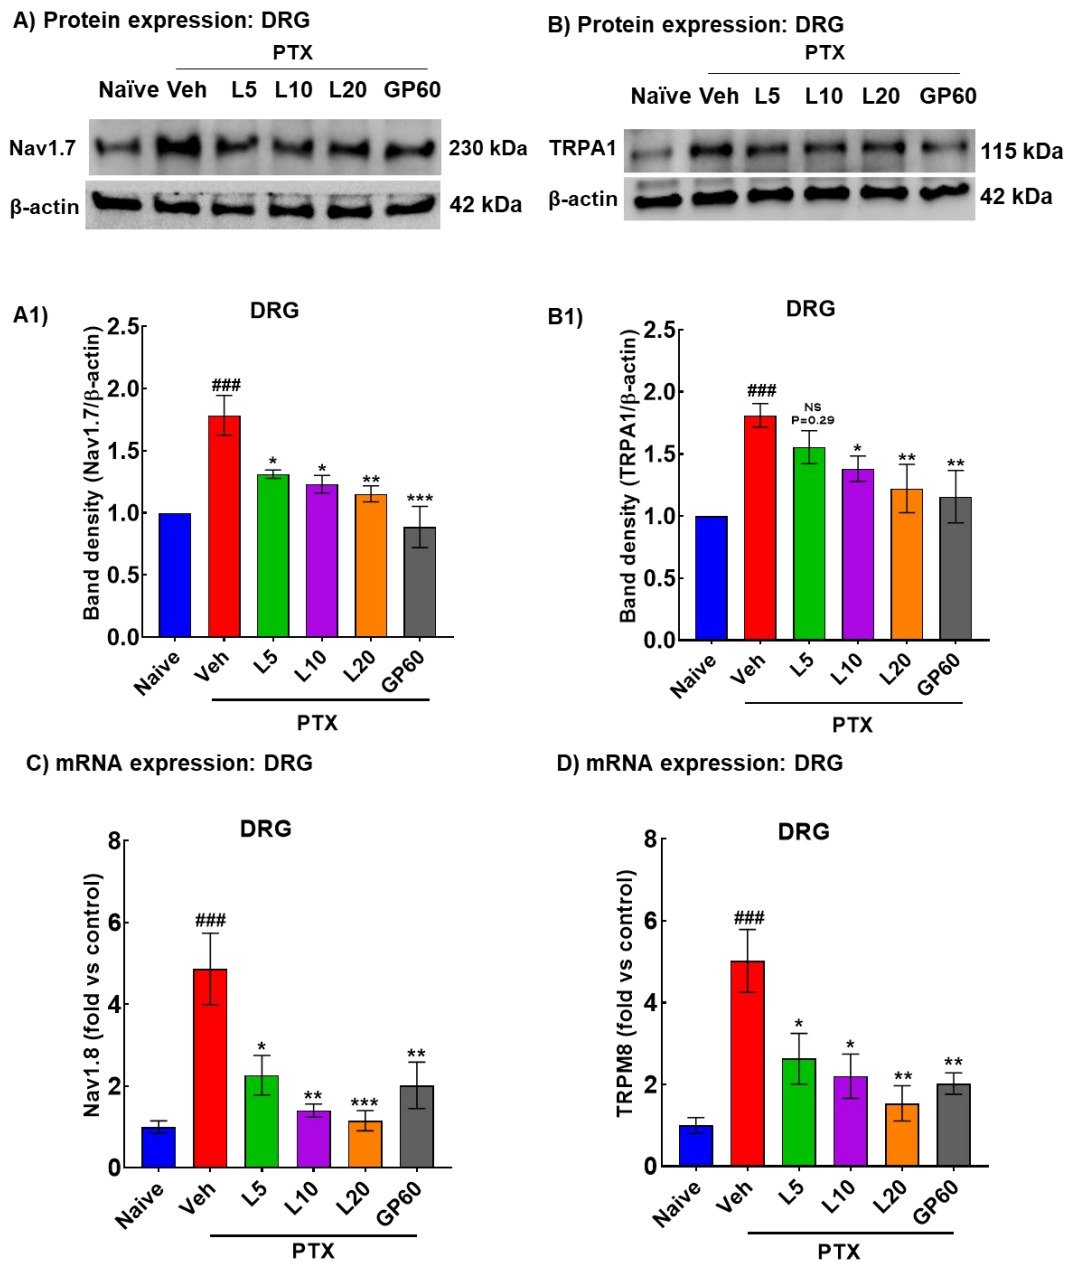 A) Protein expression: DRG
PTX
Naïve Veh L5 L10 L20 GP60
Nav1.7 230 kDa
β-actin 42 kDa
B) Protein expression: DRG
PTX
Naïve Veh L5 L10 L20 GP60
TRPA1 115 kDa
β-actin 42 kDa
A1)
DRG
Band density (Nav1.7/β-actin)
2.5
2.0
1.5
1.0
0.5
0.0
###
*
*
**
***
Naive Veh L5 L10 L20 GP60
PTX
B1)
DRG
Band density (TRPA1/β-actin)
2.5
2.0
1.5
1.0
0.5
0.0
###
NS
P=0.29
*
**
**
Naive Veh L5 L10 L20 GP60
PTX
C) mRNA expression: DRG
DRG
Nav1.8 (fold vs control)
8
6
4
2
0
###
*
**
***
**
Naive Veh L5 L10 L20 GP60
PTX
D) mRNA expression: DRG
DRG
TRPM8 (fold vs control)
8
6
4
2
0
###
*
*
**
**
Naive Veh L5 L10 L20 GP60
PTX